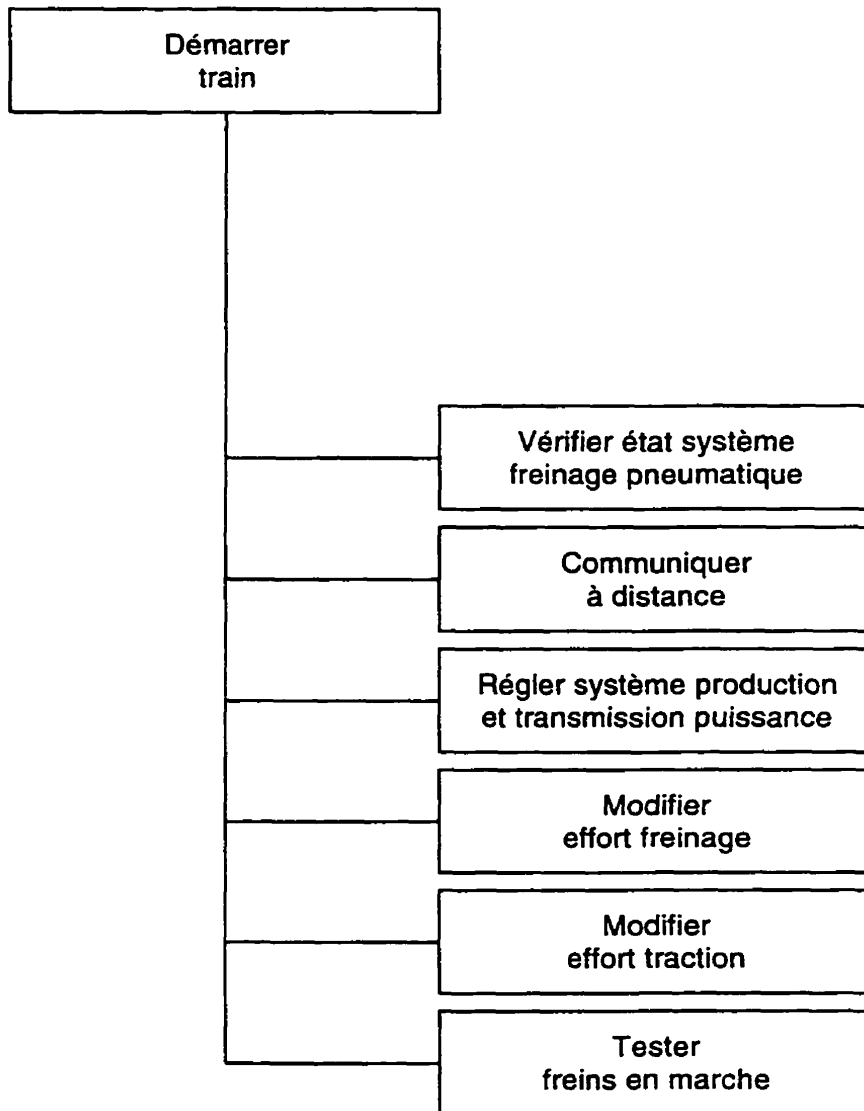 Démarrer
train
Vérifier état système
freinage pneumatique
Communiquer
à distance
Régler système production
et transmission puissance
Modifier
effort freinage
Modifier
effort traction
Tester
freins en marche